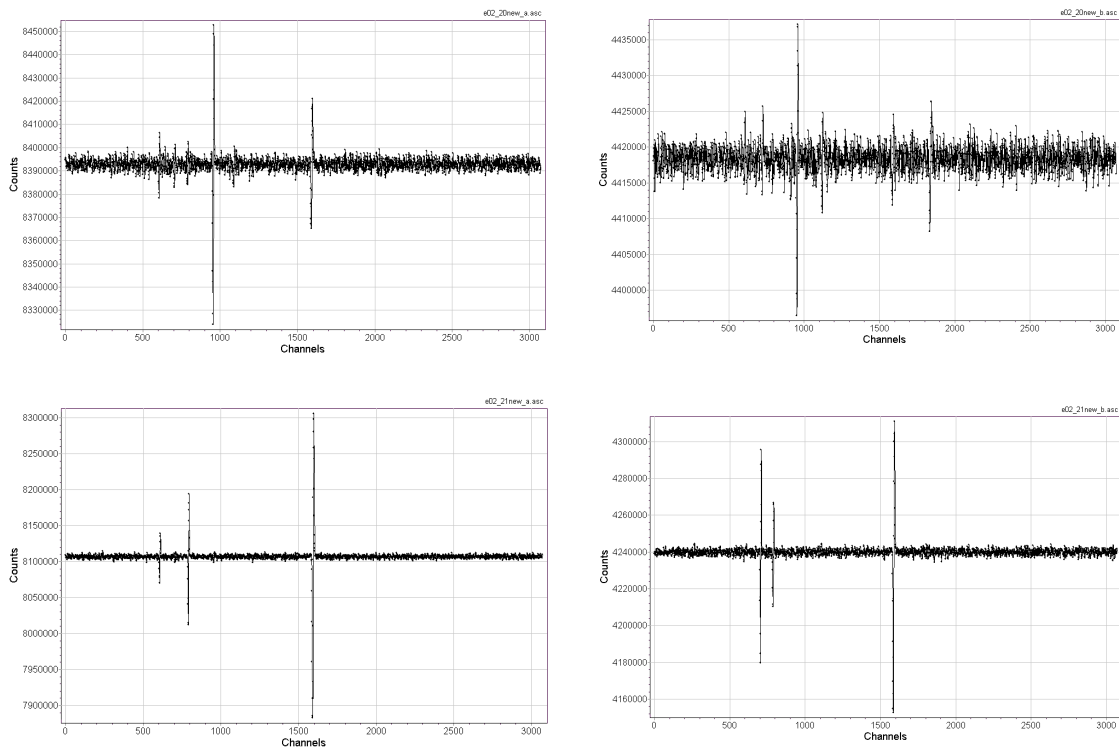 e02_20new_a.asc
8450000
8440000
8430000
8420000
8410000
8400000
8390000
8380000
8370000
8360000
8350000
8340000
8330000
Counts
0 500 1000 1500 2000 2500 3000
Channels
e02_20new_b.asc
4435000
4430000
4425000
4420000
4415000
4410000
4405000
4400000
Counts
0 500 1000 1500 2000 2500 3000
Channels
e02_21new_a.asc
8300000
8250000
8200000
8150000
8100000
8050000
8000000
7950000
7900000
Counts
0 500 1000 1500 2000 2500 3000
Channels
e02_21new_b.asc
4300000
4280000
4260000
4240000
4220000
4200000
4180000
4160000
Counts
0 500 1000 1500 2000 2500 3000
Channels